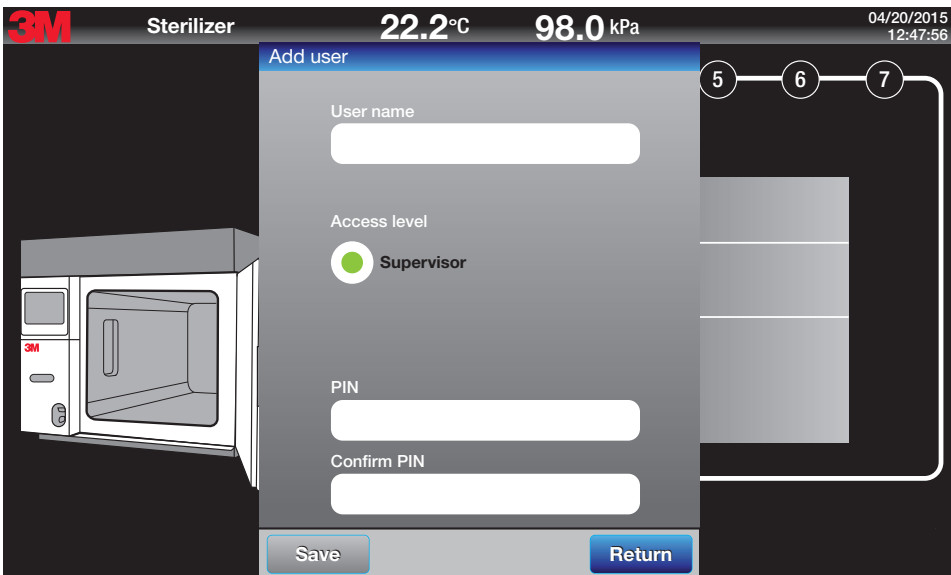 3M Sterilizer 22.2°C 98.0 kPa 04/20/2015
12:47:56
Add user
5 6 7
User name
Access level
Supervisor
3M
PIN
Confirm PIN
Save Return